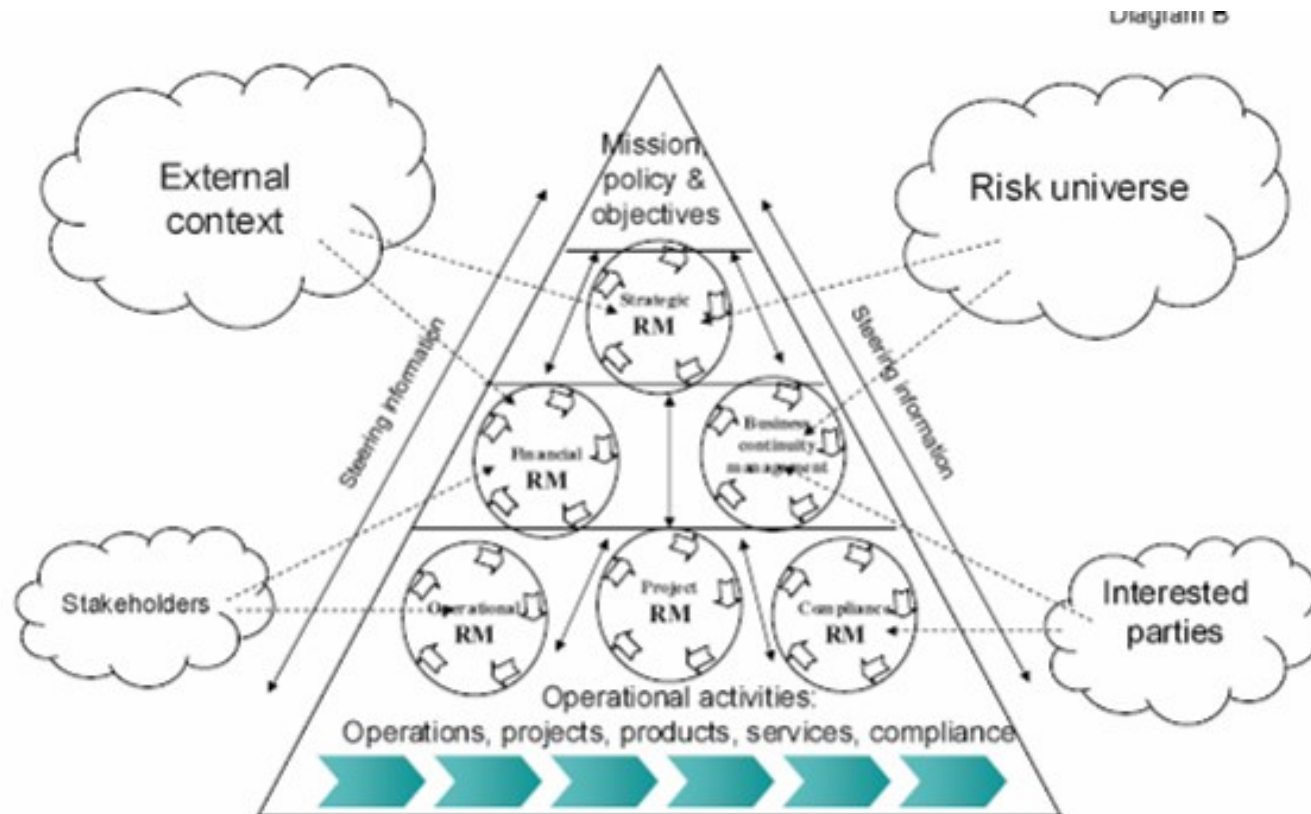 Diagram B
External
context
Risk universe
Mission,
policy &
objectives
Steering information
Steering information
Strategic
RM
Financial
RM
Business
continuity
management
Stakeholders
Operational
RM
Project
RM
Compliance
RM
Interested
parties
Operational activities:
Operations, projects, products, services, compliance